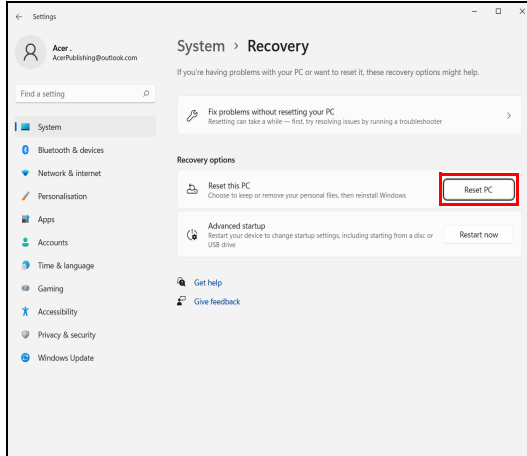 Settings
Acer .
AcerPublishing@outlook.com
Find a setting
System
Bluetooth & devices
Network & internet
Personalisation
Apps
Accounts
Time & language
Gaming
Accessibility
Privacy & security
Windows Update
System > Recovery
If you're having problems with your PC or want to reset it, these recovery options might help.
Fix problems without resetting your PC
Resetting can take a while — first, try resolving issues by running a troubleshooter
Recovery options
Reset this PC
Choose to keep or remove your personal files, then reinstall Windows
Reset PC
Advanced startup
Restart your device to change startup settings, including starting from a disc or
USB drive
Restart now
Get help
Give feedback